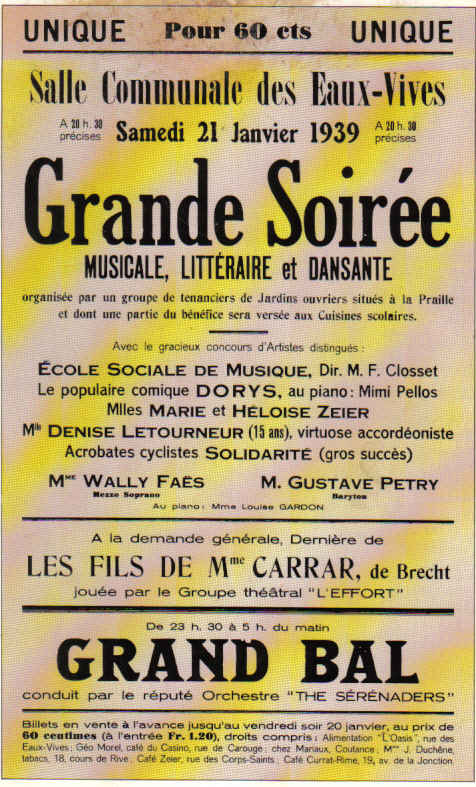 UNIQUE Pour 60 cts UNIQUE
Salle Communale des Eaux-Vives
A 20 h. 30 précises Samedi 21 Janvier 1939 A 20 h. 30 précises
Grande Soirée
MUSICALE, LITTÉRAIRE et DANSANTE
organisée par un groupe de tenanciers de Jardins ouvriers situés à la Praille
et dont une partie du bénéfice sera versée aux Cuisines scolaires.
Avec le gracieux concours d'Artistes distingués :
ÉCOLE SOCIALE DE MUSIQUE, Dir. M. F. Closset
Le populaire comique DORYS, au piano: Mimi Pellos
Mlles MARIE et HÉLOISE ZEIER
Mlle DENISE LETOURNEUR (15 ans), virtuose accordéoniste
Acrobates cyclistes SOLIDARITÉ (gros succès)
Mme WALLY FAËS M. GUSTAVE PETRY
Mezzo Soprano Baryton
Au piano: Mme Louise GARDON
A la demande générale, Dernière de
LES FILS DE Mme CARRAR, de Brecht
jouée par le Groupe théâtral "L'EFFORT"
De 23 h. 30 à 5 h. du matin
GRAND BAL
conduit par le réputé Orchestre "THE SÉRÉNADERS"
Billets en vente à l'avance jusqu'au vendredi soir 20 janvier, au prix de
60 centimes (à l'entrée Fr. 1.20), droits compris: Alimentation "L'Oasis", rue des
Eaux-Vives; Géo Morel, café du Casino, rue de Carouge; chez Mariaux, Coutance; Mme J. Duchêne,
tabacs, 18, cours de Rive; Café Zeier, rue des Corps-Saints; Café Currat-Rime, 19, av. de la Jonction.